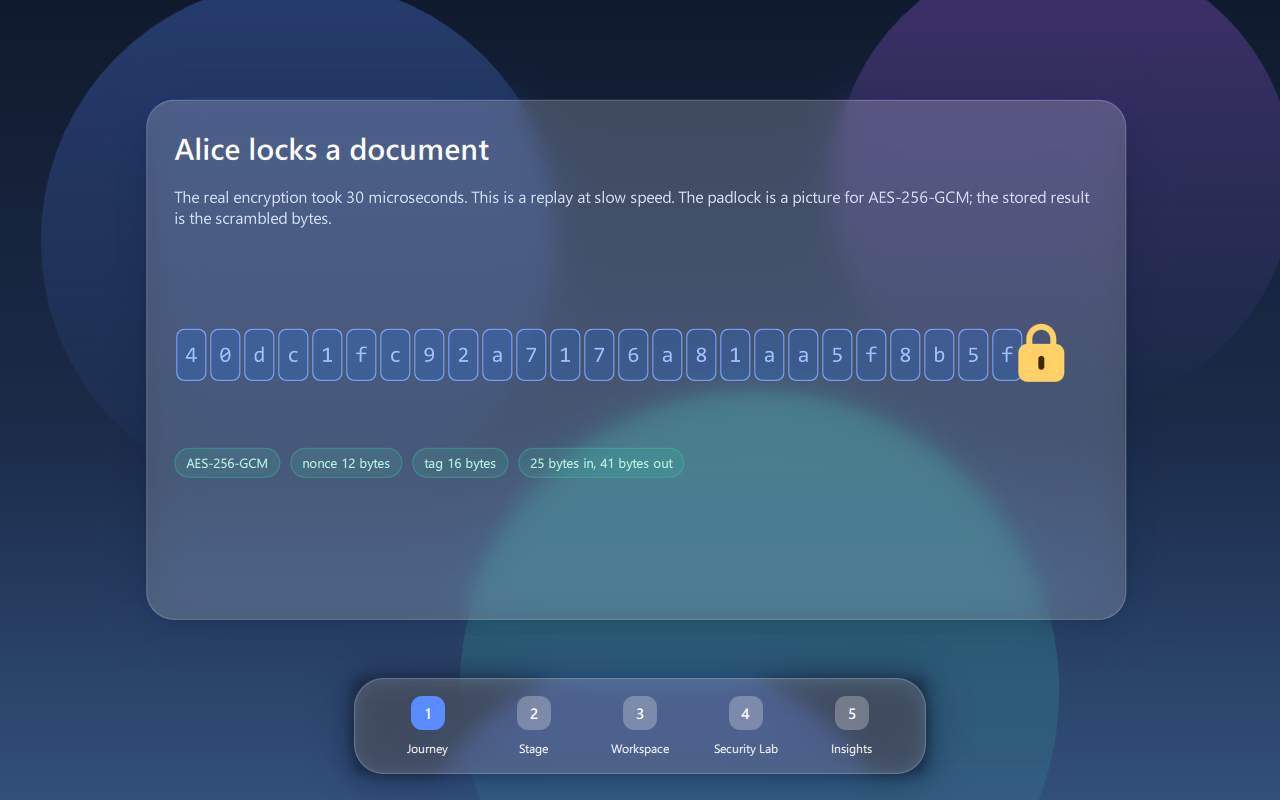 Alice locks a document
The real encryption took 30 microseconds. This is a replay at slow speed. The padlock is a picture for AES-256-GCM; the stored result
is the scrambled bytes.
4 0 d c 1 f c 9 2 a 7 1 7 6 a 8 1 a a 5 f 8 b 5 f
AES-256-GCM nonce 12 bytes tag 16 bytes 25 bytes in, 41 bytes out
1 2 3 4 5
Journey Stage Workspace Security Lab Insights